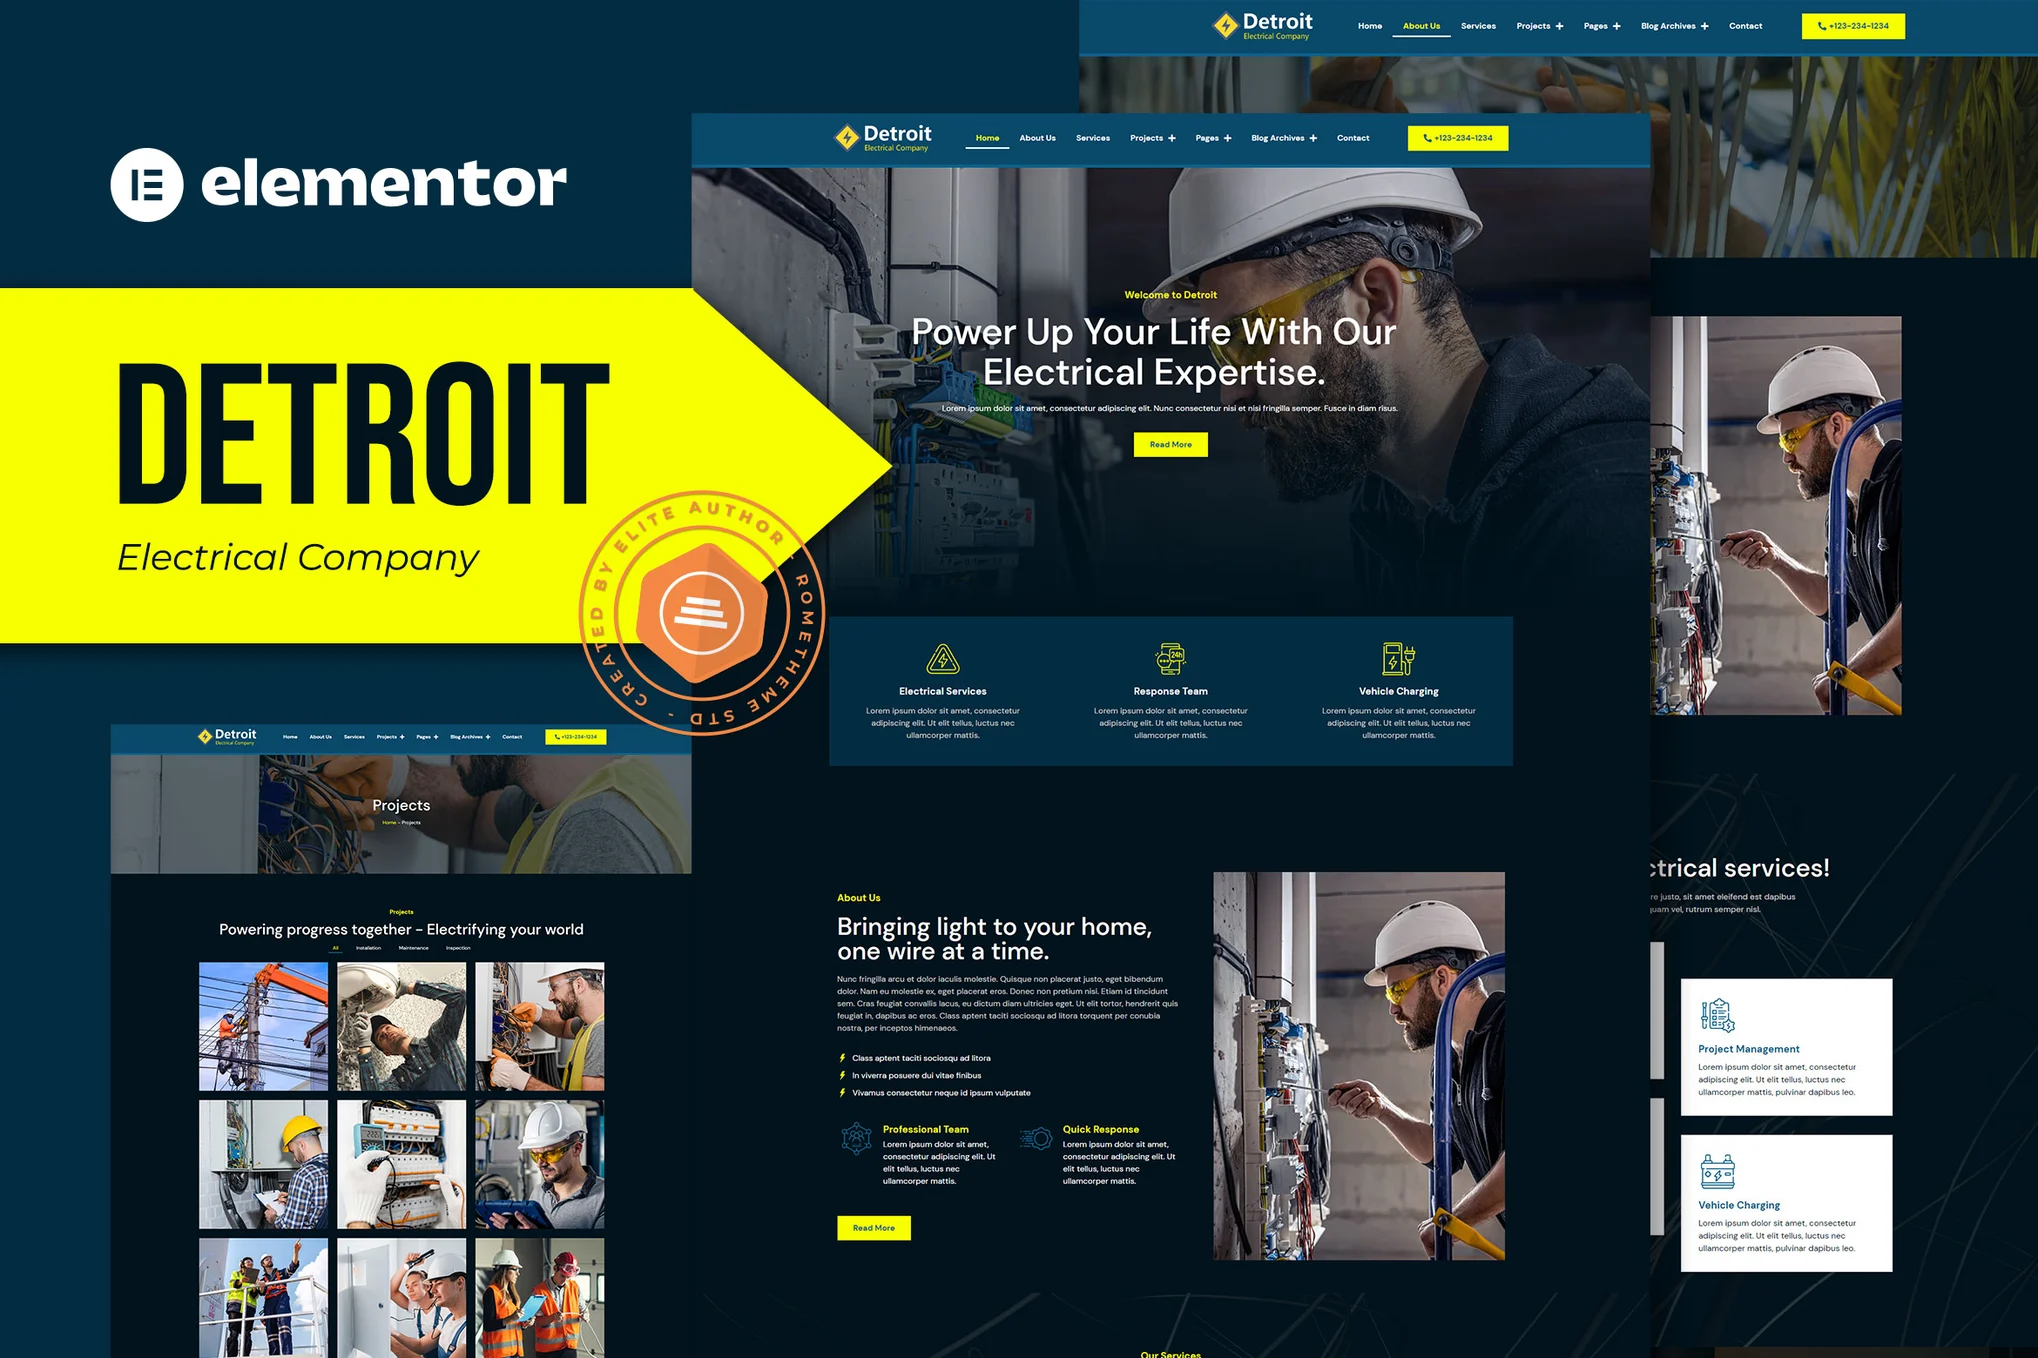 elementor
DETROIT
Electrical Company
CREATED BY ELITE AUTHOR - ROMETHEME STD -
Detroit
Electrical Company
Home
About Us
Services
Projects +
Pages +
Blog Archives +
Contact
+123-234-1234
Detroit
Electrical Company
Home
About Us
Services
Projects +
Pages +
Blog Archives +
Contact
+123-234-1234
Welcome to Detroit
Power Up Your Life With Our
Electrical Expertise.
Lorem ipsum dolor sit amet, consectetur adipiscing elit. Nunc consectetur nisi et nisi fringilla semper. Fusce in diam risus.
Read More
Electrical Services
Lorem ipsum dolor sit amet, consectetur
adipiscing elit. Ut elit tellus, luctus nec
ullamcorper mattis.
24h
Response Team
Lorem ipsum dolor sit amet, consectetur
adipiscing elit. Ut elit tellus, luctus nec
ullamcorper mattis.
Vehicle Charging
Lorem ipsum dolor sit amet, consectetur
adipiscing elit. Ut elit tellus, luctus nec
ullamcorper mattis.
About Us
Bringing light to your home,
one wire at a time.
Nunc fringilla arcu et dolor iaculis molestie. Quisque non placerat justo, eget bibendum
dolor. Nam eu molestie ex, eget placerat eros. Donec non pretium nisi. Etiam id tincidunt
sem. Cras feugiat convallis lacus, eu dictum diam ultricies eget. Ut elit tortor, hendrerit quis
feugiat in, dapibus ac eros. Class aptent taciti sociosqu ad litora torquent per conubia
nostra, per inceptos himenaeos.
Class aptent taciti sociosqu ad litora
In viverra posuere dui vitae finibus
Vivamus consectetur neque id ipsum vulputate
Professional Team
Lorem ipsum dolor sit amet,
consectetur adipiscing elit. Ut
elit tellus, luctus nec
ullamcorper mattis.
Quick Response
Lorem ipsum dolor sit amet,
consectetur adipiscing elit. Ut
elit tellus, luctus nec
ullamcorper mattis.
Read More
Our Services
Detroit
Electrical Company
Home
About Us
Services
Projects +
Pages +
Blog Archives +
Contact
+123-234-1234
Projects
Home - Projects
Projects
Powering progress together - Electrifying your world
All
Installation
Maintenance
Inspection
ctrical services!
re justo, sit amet eleifend est dapibus
quam vel, rutrum semper nisl.
Project Management
Lorem ipsum dolor sit amet, consectetur
adipiscing elit. Ut elit tellus, luctus nec
ullamcorper mattis, pulvinar dapibus leo.
Vehicle Charging
Lorem ipsum dolor sit amet, consectetur
adipiscing elit. Ut elit tellus, luctus nec
ullamcorper mattis, pulvinar dapibus leo.